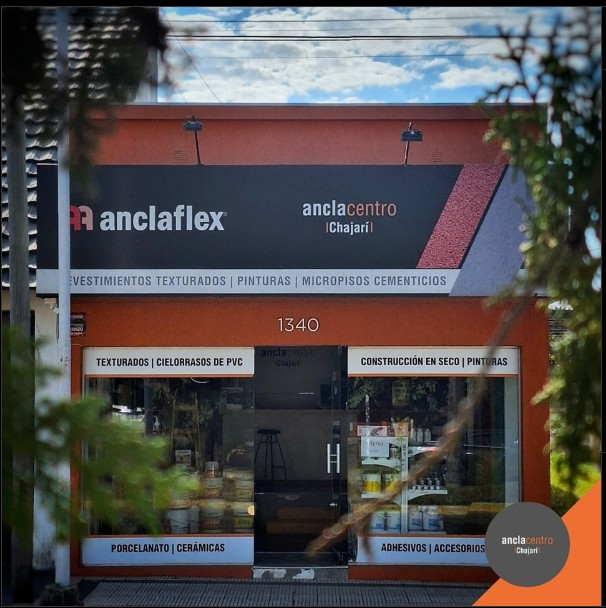 anclaflex®
anclacentro
|Chajarí|
EVESTIMIENTOS TEXTURADOS | PINTURAS | MICROPISOS CEMENTICIOS
1340
TEXTURADOS | CIELORRASOS DE PVC
anclacentro
|Chajarí|
CONSTRUCCIÓN EN SECO | PINTURAS
PORCELANATO | CERÁMICAS
ADHESIVOS | ACCESORIOS
anclacentro
|Chajarí|